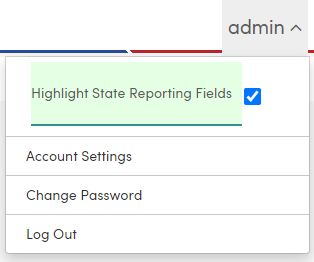 admin
Highlight State Reporting Fields
Account Settings
Change Password
Log Out